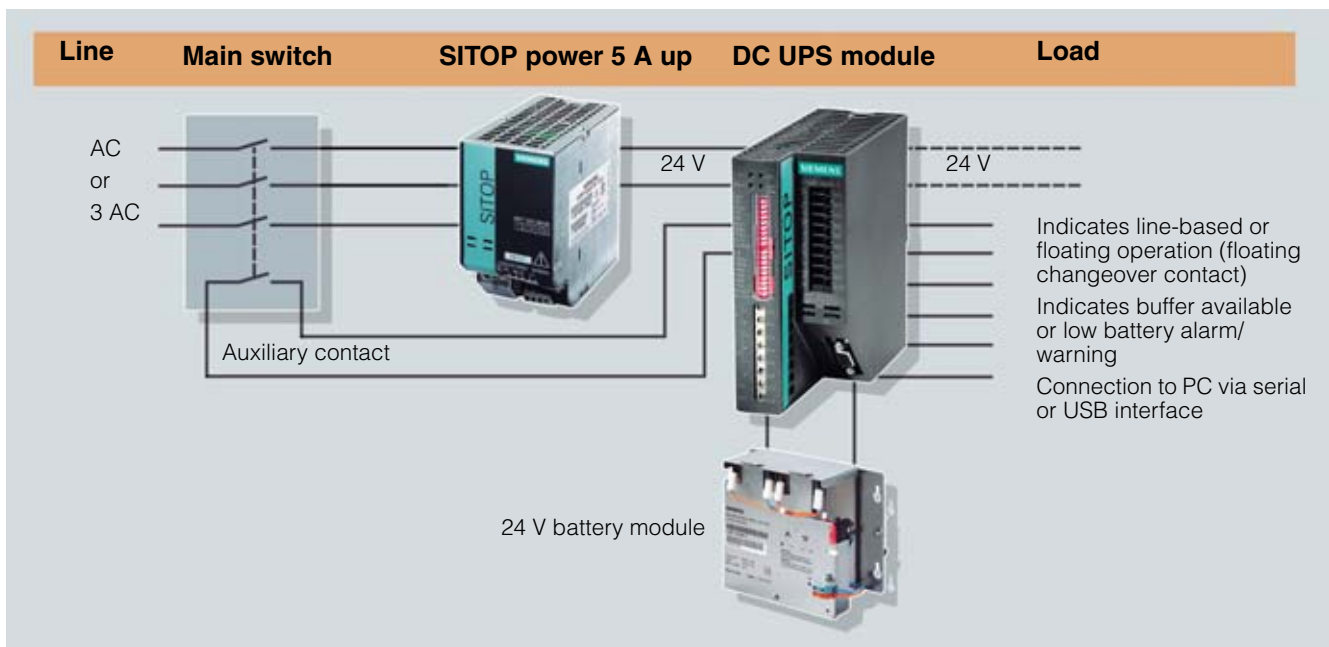 Line
Main switch
SITOP power 5 A up
DC UPS module
Load
AC
or
3 AC
24 V
24 V
SIEMENS
SITOP
SIEMENS
SITOP
Indicates line-based or
floating operation (floating
changeover contact)
Indicates buffer available
or low battery alarm/
warning
Connection to PC via serial
or USB interface
Auxiliary contact
24 V battery module